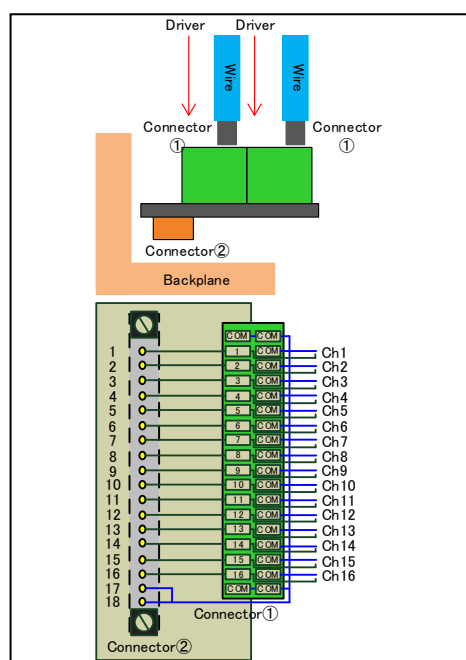 Driver Driver
Wire Wire
Connector① Connector①
Connector②
Backplane
COM COM
1 1 COM Ch1
2 2 COM Ch2
3 3 COM Ch3
4 4 COM Ch4
5 5 COM Ch5
6 6 COM Ch6
7 7 COM Ch7
8 8 COM Ch8
9 9 COM Ch9
10 10 COM Ch10
11 11 COM Ch11
12 12 COM Ch12
13 13 COM Ch13
14 14 COM Ch14
15 15 COM Ch15
16 16 COM Ch16
17 COM COM
18
Connector①
Connector②